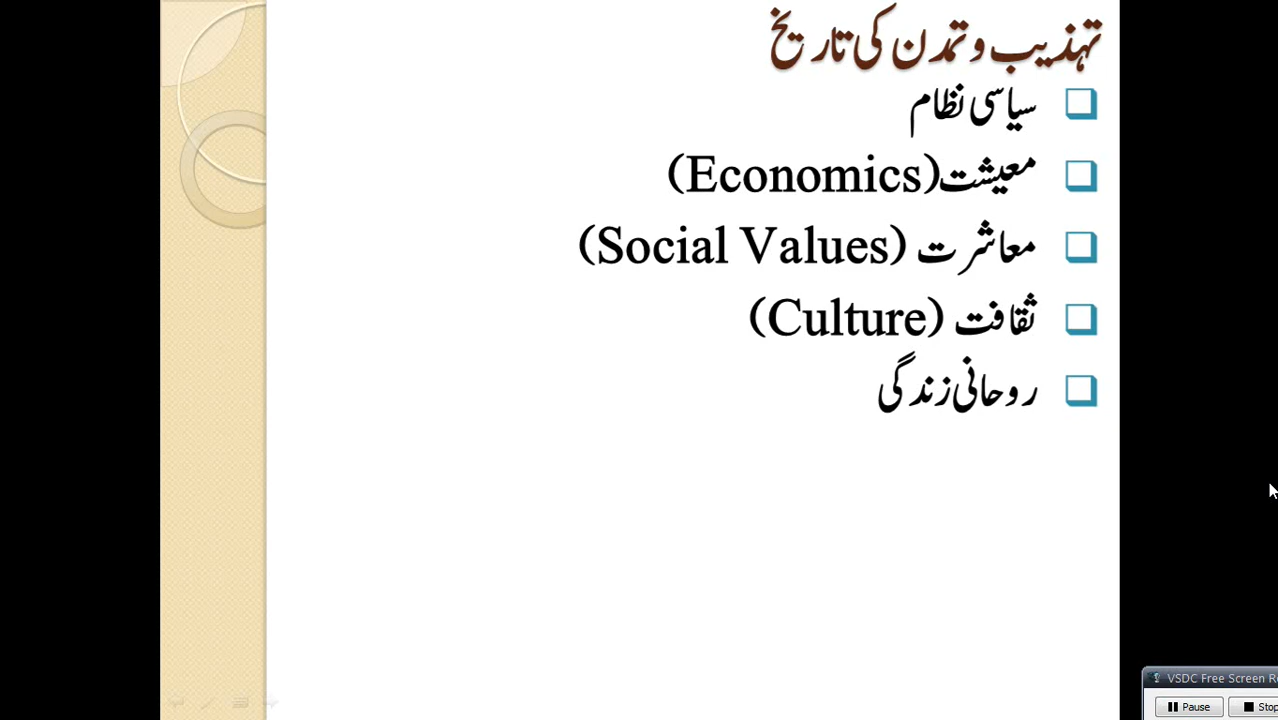 تہذیب و تمدن کی تاریخ
سیاسی نظام
معیشت(Economics)
معاشرت (Social Values)
ثقافت (Culture)
روحانی زندگی
VSDC Free Screen Re
Pause Stop